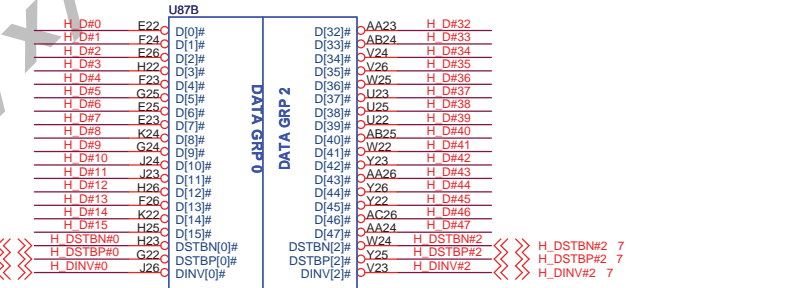 U87B
H_D#0 E22 D[0]# D[32]# AA23 H_D#32
H_D#1 F24 D[1]# D[33]# AB24 H_D#33
H_D#2 E26 D[2]# D[34]# V24 H_D#34
H_D#3 H22 D[3]# D[35]# V26 H_D#35
H_D#4 F23 D[4]# D[36]# W25 H_D#36
H_D#5 G25 D[5]# D[37]# U23 H_D#37
H_D#6 E25 D[6]# D[38]# U25 H_D#38
H_D#7 E23 D[7]# D[39]# U22 H_D#39
H_D#8 K24 D[8]# D[40]# AB25 H_D#40
H_D#9 G24 D[9]# D[41]# W22 H_D#41
H_D#10 J24 D[10]# D[42]# Y23 H_D#42
H_D#11 J23 D[11]# D[43]# AA26 H_D#43
H_D#12 H26 D[12]# D[44]# Y26 H_D#44
H_D#13 F26 D[13]# D[45]# Y22 H_D#45
H_D#14 K22 D[14]# D[46]# AC26 H_D#46
H_D#15 H25 D[15]# D[47]# AA24 H_D#47
H_DSTBN#0 H23 DSTBN[0]# DSTBN[2]# W24 H_DSTBN#2 H_DSTBN#2 7
H_DSTBP#0 G22 DSTBP[0]# DSTBP[2]# Y25 H_DSTBP#2 H_DSTBP#2 7
H_DINV#0 J26 DINV[0]# DINV[2]# V23 H_DINV#2 H_DINV#2 7
DATA GRP 0
DATA GRP 2